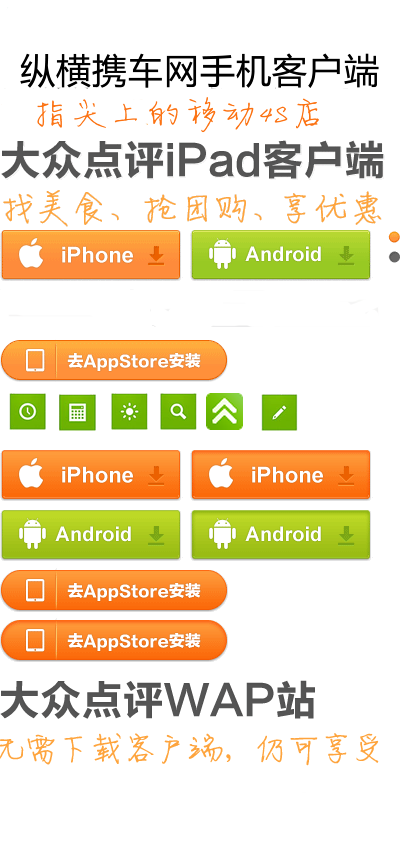 纵横携车网手机客户端
指尖上的移动4S店
大众点评iPad客户端
找美食、抢团购、享优惠
iPhone Android
去AppStore安装
iPhone iPhone
Android Android
去AppStore安装
去AppStore安装
大众点评WAP站
无需下载客户端，仍可享受